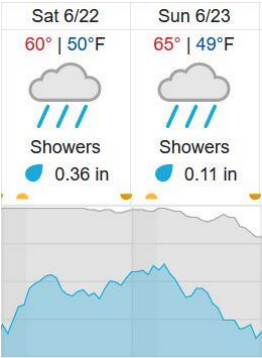 Sat 6/22
60° | 50°F
Showers
0.36 in
Sun 6/23
65° | 49°F
Showers
0.11 in